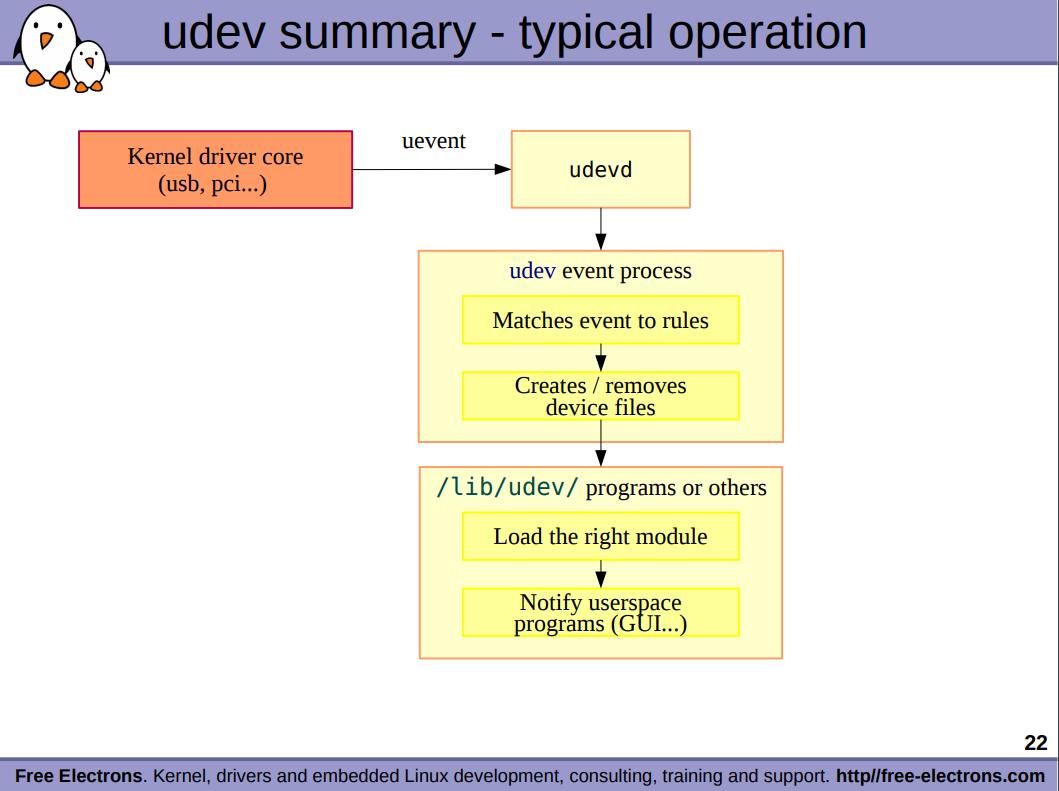 udev summary - typical operation
Kernel driver core
(usb, pci...)
uevent
udevd
udev event process
Matches event to rules
Creates / removes
device files
/lib/udev/ programs or others
Load the right module
Notify userspace
programs (GUI...)
22
Free Electrons. Kernel, drivers and embedded Linux development, consulting, training and support. http//free-electrons.com